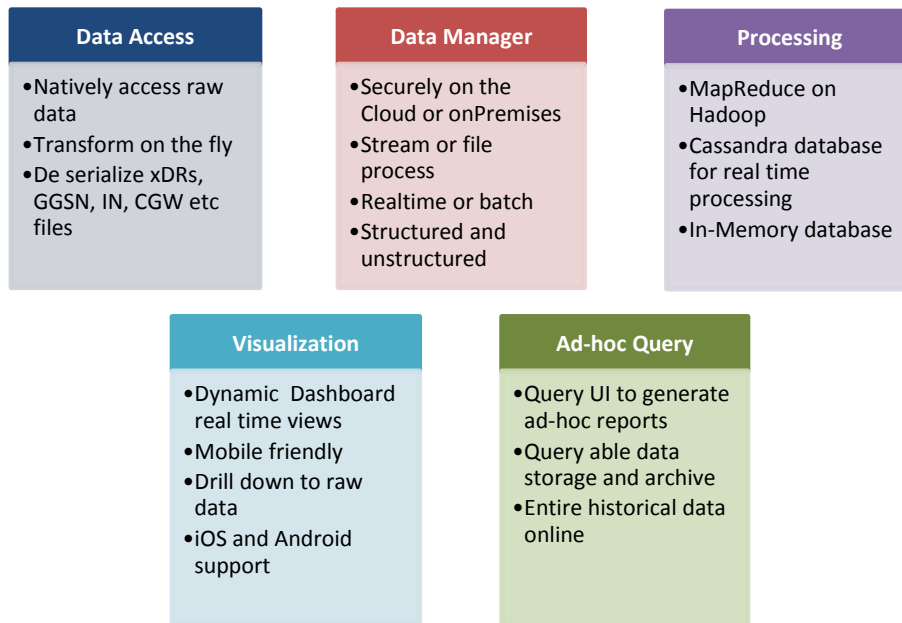 Data Access
•Natively access raw
data
•Transform on the fly
•De serialize xDRs,
GGSN, IN, CGW etc
files
Data Manager
•Securely on the
Cloud or onPremises
•Stream or file
process
•Realtime or batch
•Structured and
unstructured
Processing
•MapReduce on
Hadoop
•Cassandra database
for real time
processing
•In-Memory database
Visualization
•Dynamic Dashboard
real time views
•Mobile friendly
•Drill down to raw
data
•iOS and Android
support
Ad-hoc Query
•Query UI to generate
ad-hoc reports
•Query able data
storage and archive
•Entire historical data
online